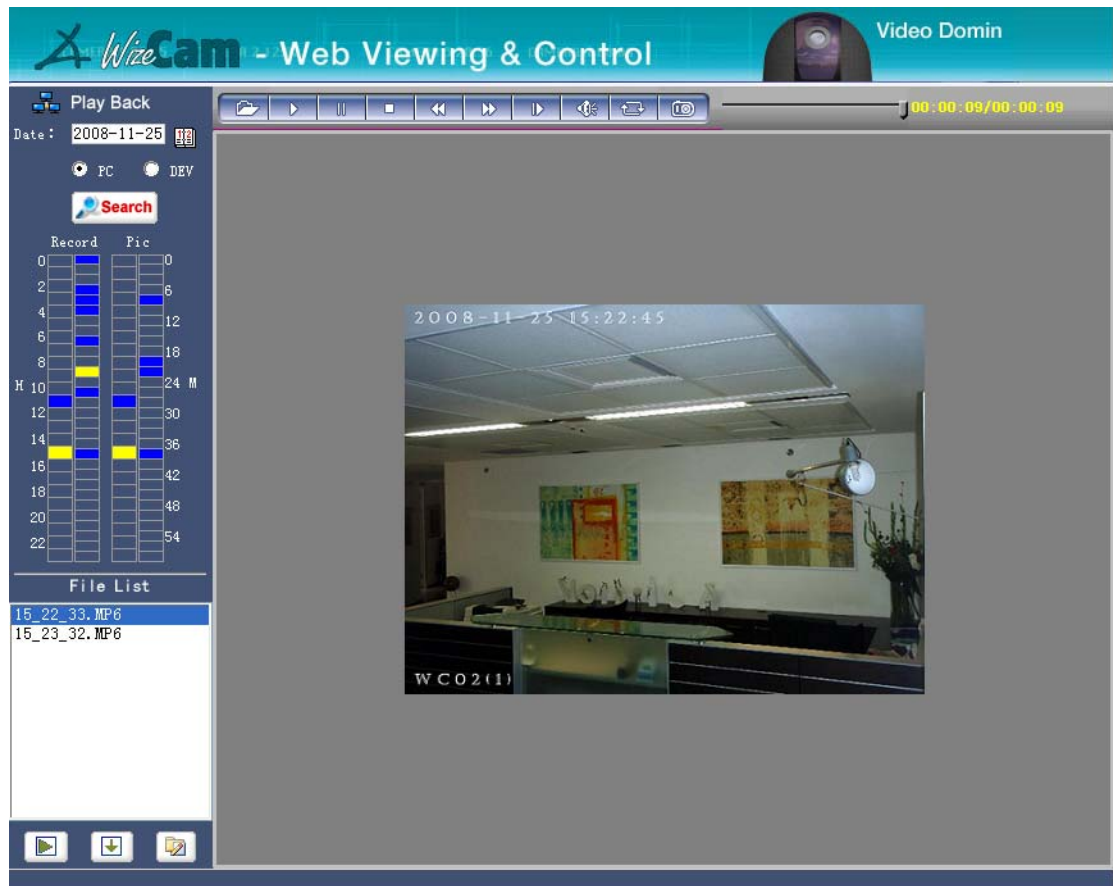 WizeCam - Web Viewing & Control
Video Domin
Play Back
00:00:09/00:00:09
Date: 2008-11-25
PC DEV
Search
Record Pic
0 0
2 6
4 12
6 18
8
H 10 24 M
12 30
14 36
16 42
18 48
20 54
22
2008-11-25 15:22:45
WC02(1)
File List
15_22_33.MP6
15_23_32.MP6